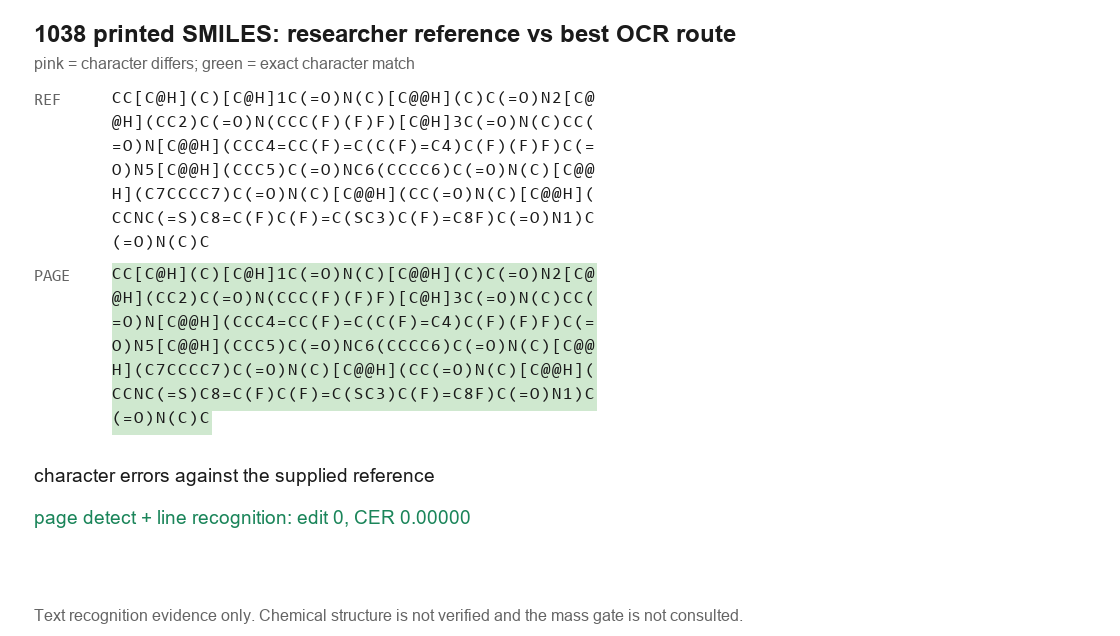 1038 printed SMILES: researcher reference vs best OCR route
pink = character differs; green = exact character match
REF CC[C@H](C)[C@H]1C(=O)N(C)[C@@H](C)C(=O)N2[C@
@H](CC2)C(=O)N(CCC(F)(F)F)[C@H]3C(=O)N(C)CC(
=O)N[C@@H](CCC4=CC(F)=C(C(F)=C4)C(F)(F)F)C(=
O)N5[C@@H](CCC5)C(=O)NC6(CCCC6)C(=O)N(C)[C@@
H](C7CCCC7)C(=O)N(C)[C@@H](CC(=O)N(C)[C@@H](
CCNC(=S)C8=C(F)C(F)=C(SC3)C(F)=C8F)C(=O)N1)C
(=O)N(C)C
PAGE CC[C@H](C)[C@H]1C(=O)N(C)[C@@H](C)C(=O)N2[C@
@H](CC2)C(=O)N(CCC(F)(F)F)[C@H]3C(=O)N(C)CC(
=O)N[C@@H](CCC4=CC(F)=C(C(F)=C4)C(F)(F)F)C(=
O)N5[C@@H](CCC5)C(=O)NC6(CCCC6)C(=O)N(C)[C@@
H](C7CCCC7)C(=O)N(C)[C@@H](CC(=O)N(C)[C@@H](
CCNC(=S)C8=C(F)C(F)=C(SC3)C(F)=C8F)C(=O)N1)C
(=O)N(C)C
character errors against the supplied reference
page detect + line recognition: edit 0, CER 0.00000
Text recognition evidence only. Chemical structure is not verified and the mass gate is not consulted.